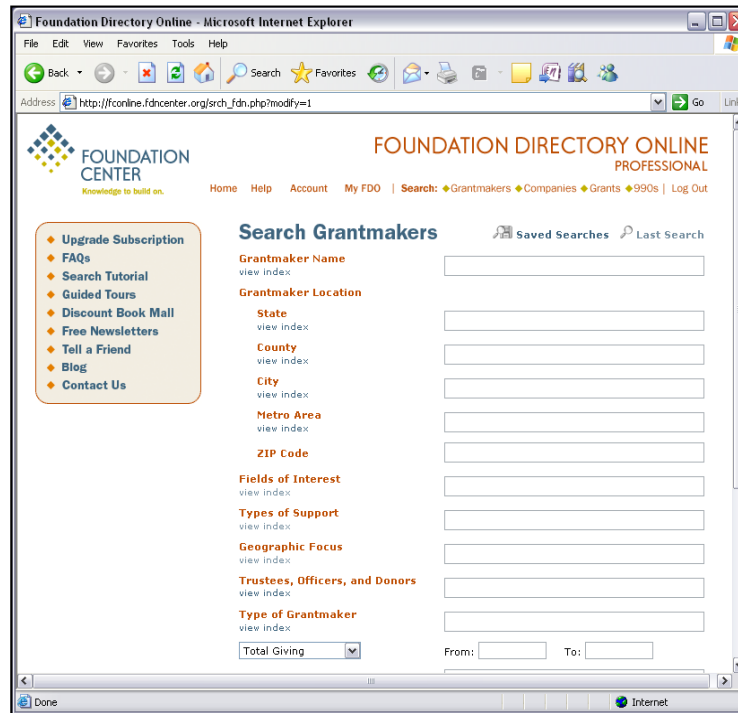 Foundation Directory Online - Microsoft Internet Explorer
File Edit View Favorites Tools Help
Back Search Favorites
Address http://fconline.fdncenter.org/srch_fdn.php?modify=1 Go
FOUNDATION CENTER
Knowledge to build on.
FOUNDATION DIRECTORY ONLINE
PROFESSIONAL
Home Help Account My FDO | Search: Grantmakers Companies Grants 990s | Log Out
Upgrade Subscription
FAQs
Search Tutorial
Guided Tours
Discount Book Mall
Free Newsletters
Tell a Friend
Blog
Contact Us
Search Grantmakers Saved Searches Last Search
Grantmaker Name
view index
Grantmaker Location
State
view index
County
view index
City
view index
Metro Area
view index
ZIP Code
Fields of Interest
view index
Types of Support
view index
Geographic Focus
view index
Trustees, Officers, and Donors
view index
Type of Grantmaker
view index
Total Giving From: To:
Done Internet